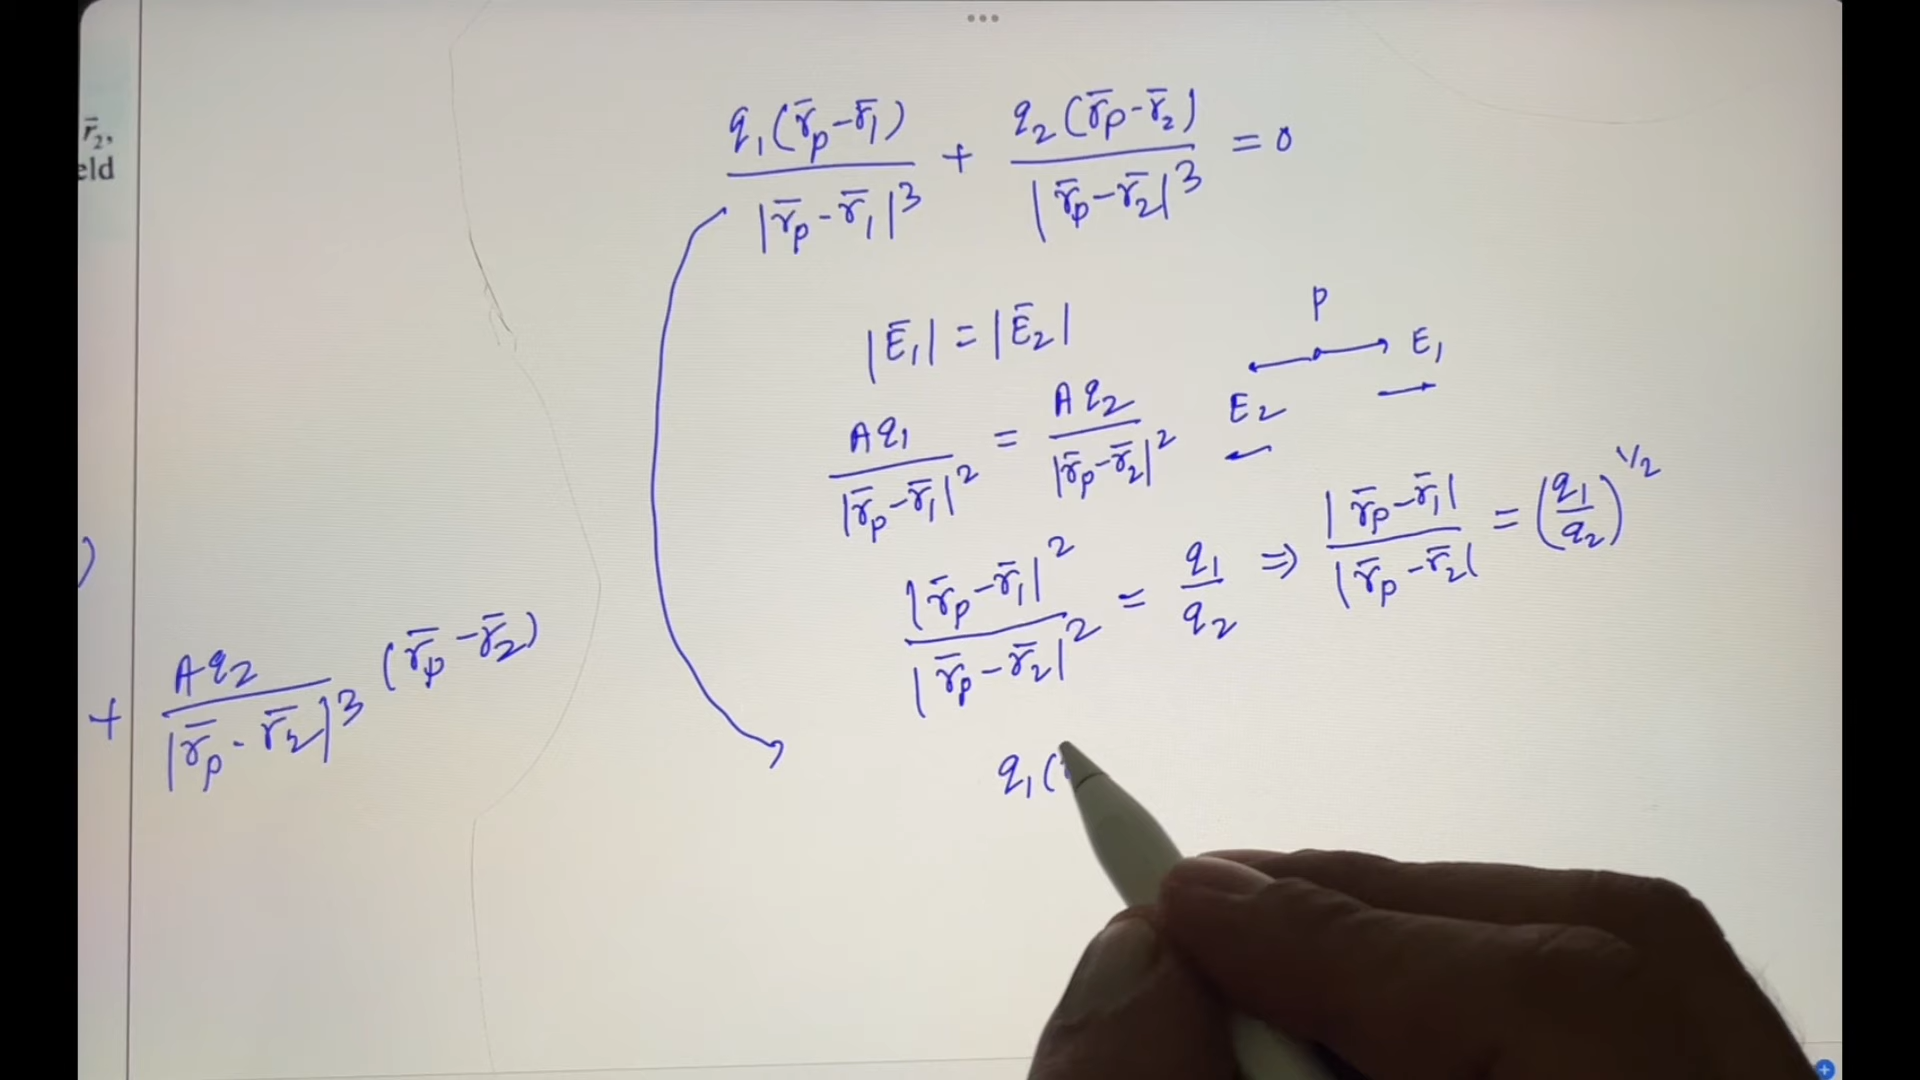 r̄₂,
eld
q₁(r̄p-r̄₁)/|r̄p-r̄₁|³ + q₂(r̄p-r̄₂)/|r̄p-r̄₂|³ = 0
P
|Ē₁| = |Ē₂|
E₁
E₂
Aq₁/|r̄p-r̄₁|² = Aq₂/|r̄p-r̄₂|²
|r̄p-r̄₁|²/|r̄p-r̄₂|² = q₁/q₂ ⇒ |r̄p-r̄₁|/|r̄p-r̄₂| = (q₁/q₂)^1/2
)
+ Aq₂/|r̄p-r̄₂|³ (r̄p-r̄₂)
q₁(